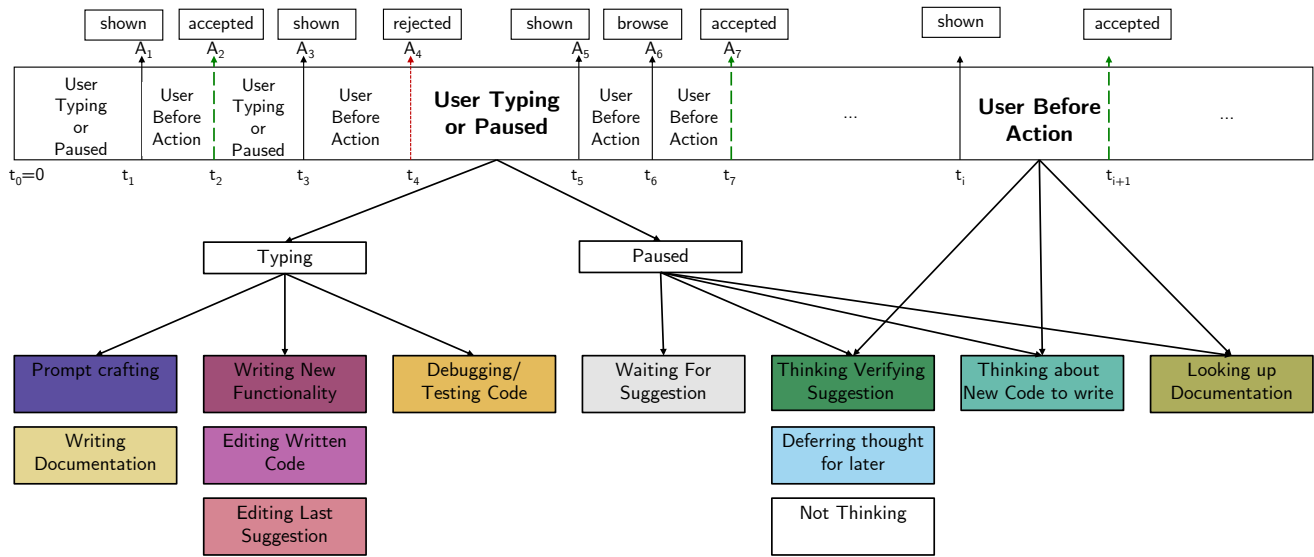 shown
accepted
shown
rejected
shown
browse
accepted
shown
accepted
A1
A2
A3
A4
A5
A6
A7
User
Typing
or
Paused
User
Before
Action
User
Typing
or
Paused
User
Before
Action
User Typing
or Paused
User
Before
Action
User
Before
Action
...
User Before
Action
...
t0=0
t1
t2
t3
t4
t5
t6
t7
ti
ti+1
Typing
Paused
Prompt crafting
Writing New
Functionality
Debugging/
Testing Code
Waiting For
Suggestion
Thinking Verifying
Suggestion
Thinking about
New Code to write
Looking up
Documentation
Writing
Documentation
Editing Written
Code
Deferring thought
for later
Editing Last
Suggestion
Not Thinking